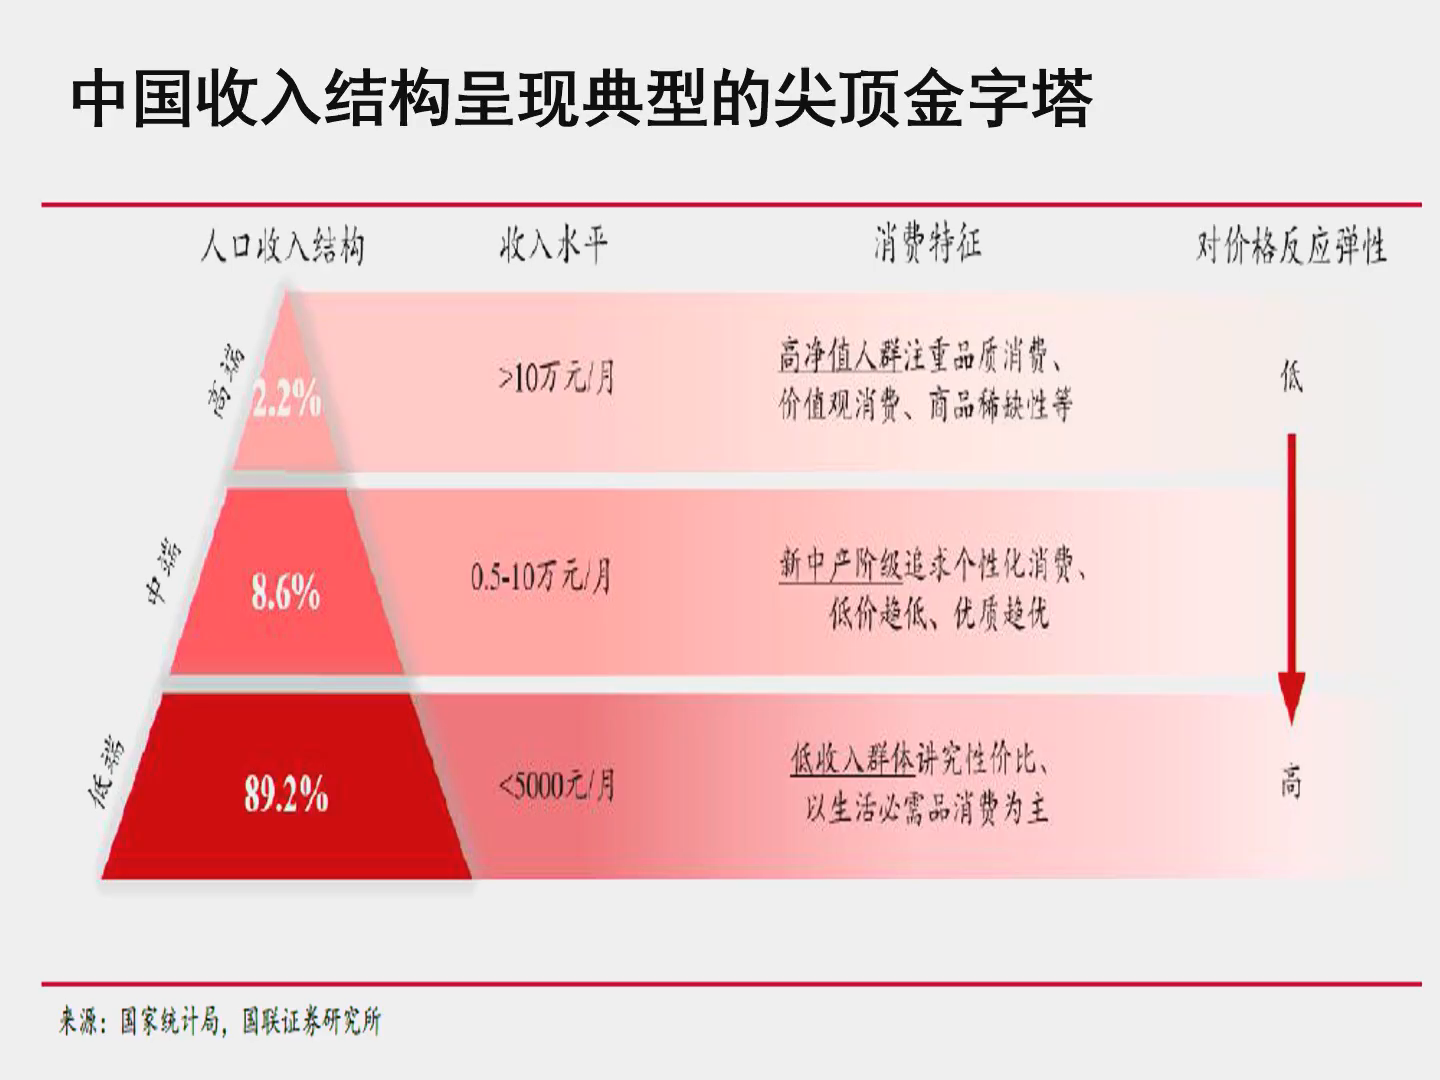 中国收入结构呈现典型的尖顶金字塔
人口收入结构
收入水平
消费特征
对价格反应弹性
高端
2.2%
>10万元/月
高净值人群注重品质消费、
价值观消费、商品稀缺性等
低
中端
8.6%
0.5-10万元/月
新中产阶级追求个性化消费、
低价趋低、优质趋优
低端
89.2%
<5000元/月
低收入群体讲究性价比、
以生活必需品消费为主
高
来源：国家统计局，国联证券研究所